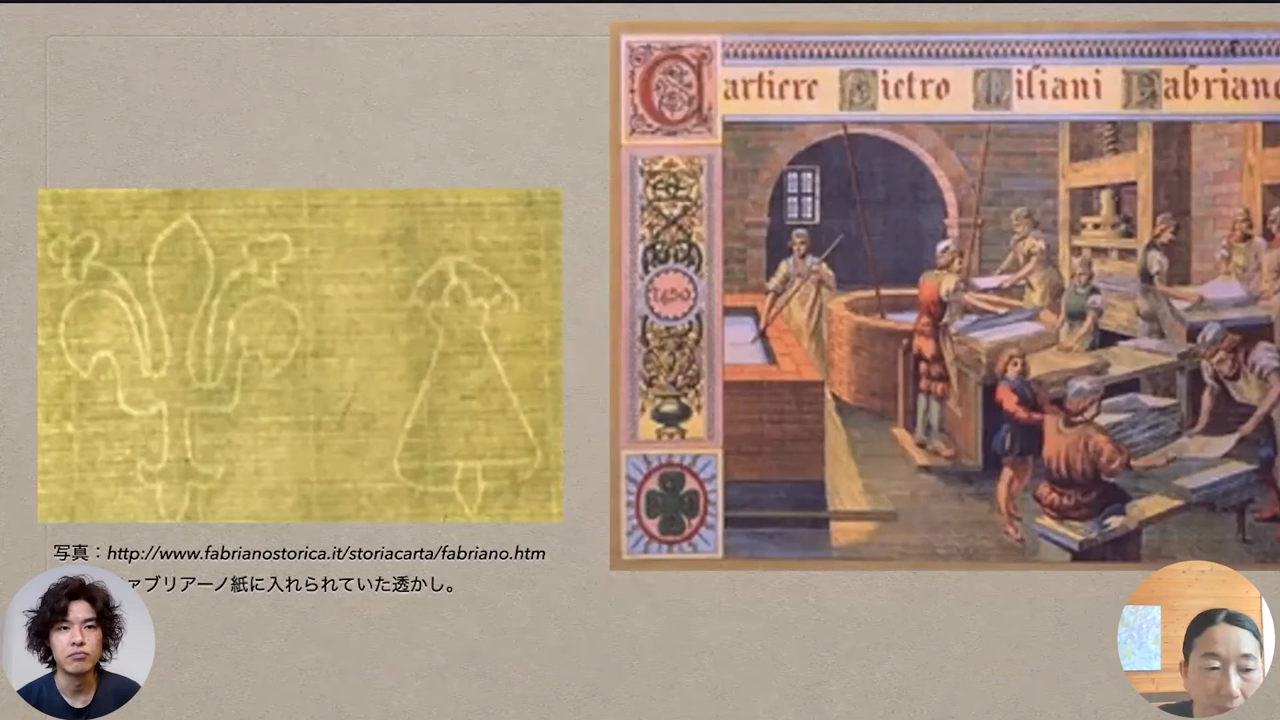 Cartiere Pietro Miliani Fabriano
写真：http://www.fabrianostorica.it/storiacarta/fabriano.htm
ァブリアーノ紙に入れられていた透かし。